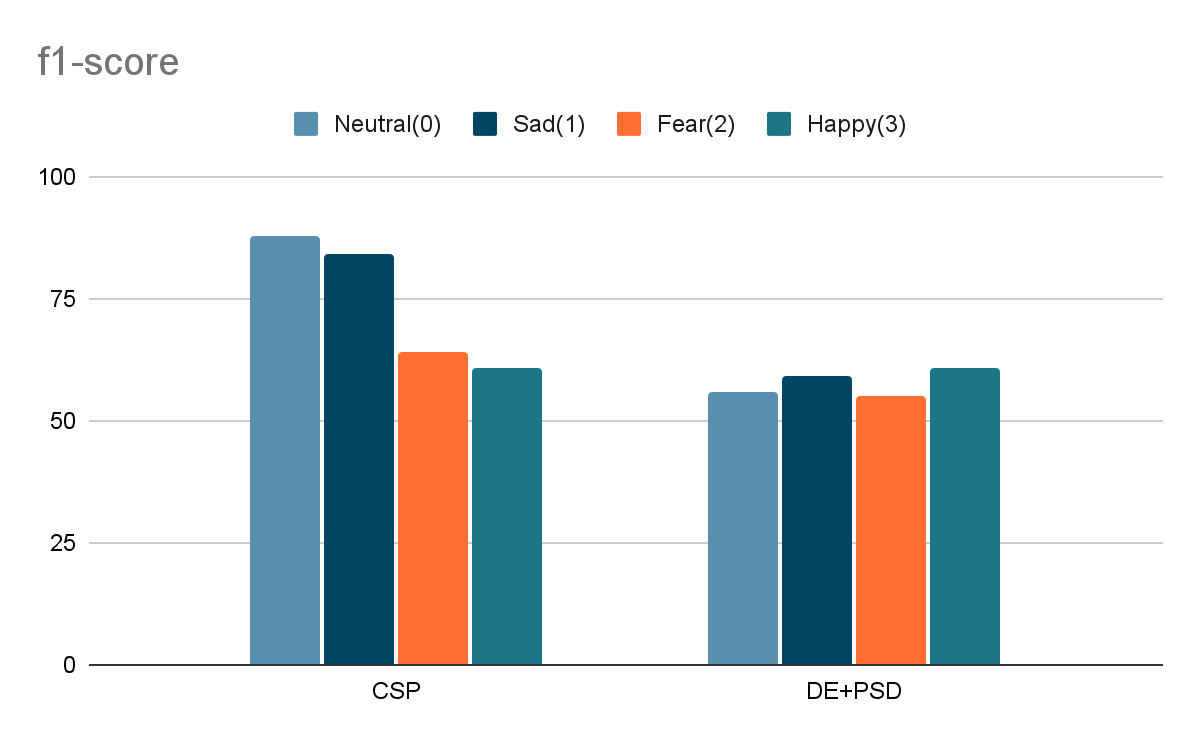 f1-score
Neutral(0) Sad(1) Fear(2) Happy(3)
100
75
50
25
0
CSP DE+PSD